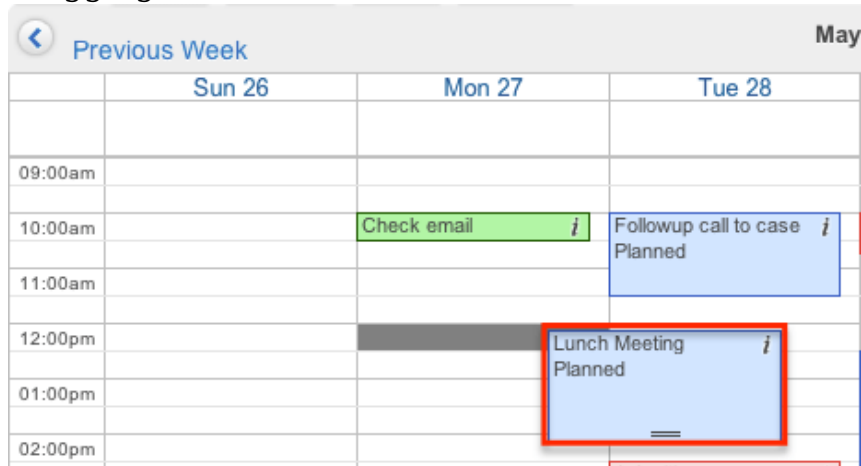 Previous Week
May
Sun 26 Mon 27 Tue 28
09:00am
10:00am Check email i Followup call to case i
Planned
11:00am
12:00pm
Lunch Meeting i
Planned
01:00pm
02:00pm